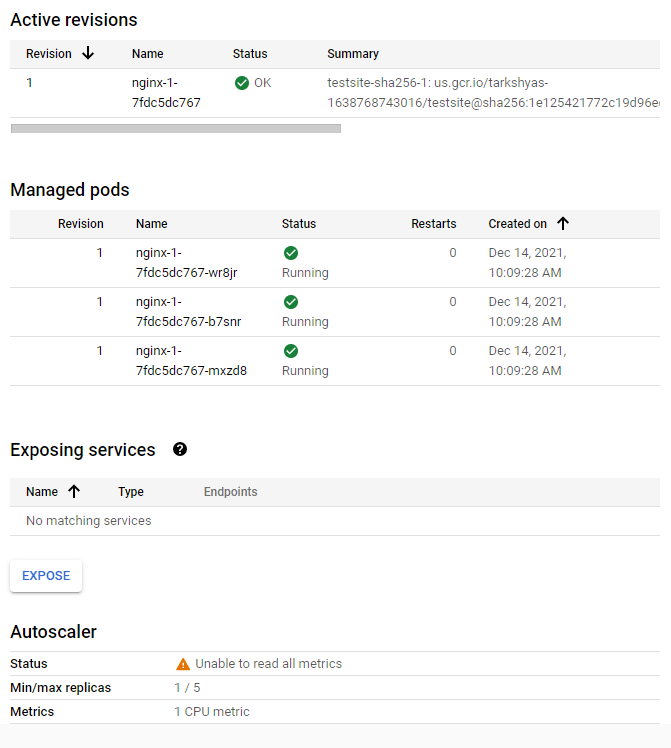 Active revisions
Revision Name Status Summary
1 nginx-1- OK testsite-sha256-1: us.gcr.io/tarkshyas-
7fdc5dc767 1638768743016/testsite@sha256:1e125421772c19d96e
Managed pods
Revision Name Status Restarts Created on
1 nginx-1- 0 Dec 14, 2021,
7fdc5dc767-wr8jr Running 10:09:28 AM
1 nginx-1- 0 Dec 14, 2021,
7fdc5dc767-b7snr Running 10:09:28 AM
1 nginx-1- 0 Dec 14, 2021,
7fdc5dc767-mxzd8 Running 10:09:28 AM
Exposing services ?
Name Type Endpoints
No matching services
EXPOSE
Autoscaler
Status Unable to read all metrics
Min/max replicas 1 / 5
Metrics 1 CPU metric